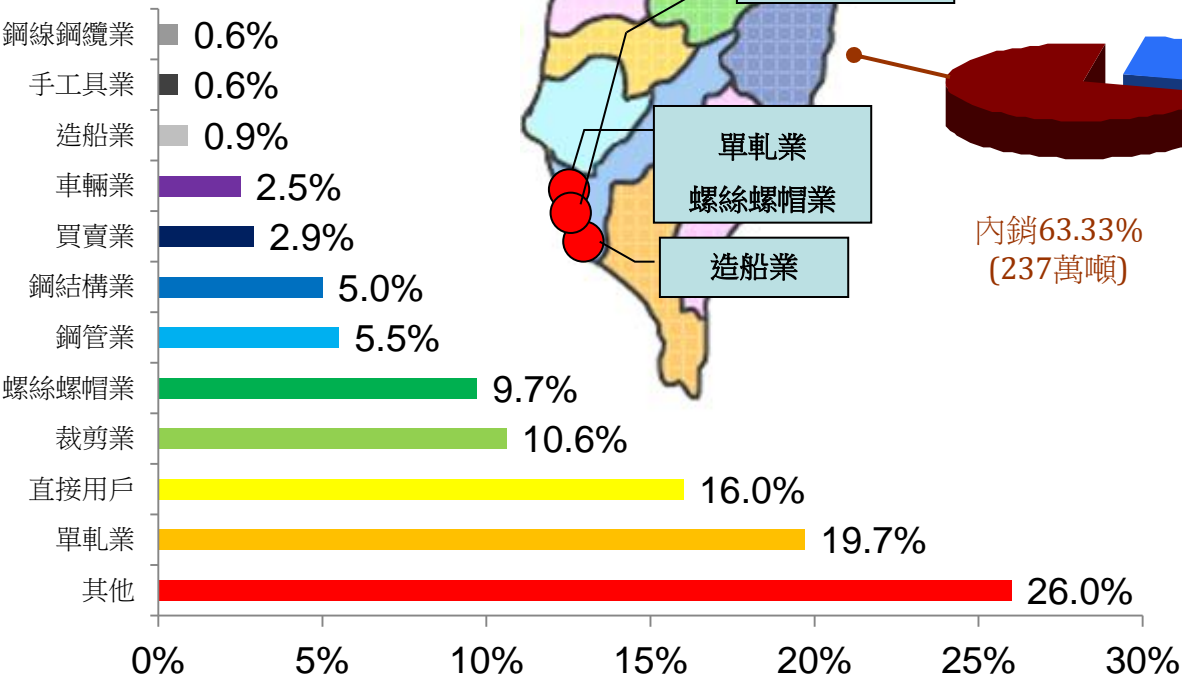 鋼線鋼纜業 0.6%
手工具業 0.6%
造船業 0.9%
車輛業 2.5%
買賣業 2.9%
鋼結構業 5.0%
鋼管業 5.5%
螺絲螺帽業 9.7%
裁剪業 10.6%
直接用戶 16.0%
單軋業 19.7%
其他 26.0%
0% 5% 10% 15% 20% 25% 30%
單軋業
螺絲螺帽業
造船業
內銷63.33%
(237萬噸)